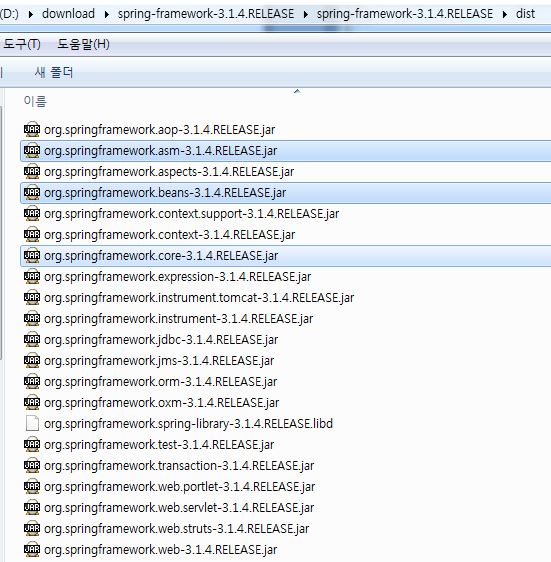 (D:) download spring-framework-3.1.4.RELEASE spring-framework-3.1.4.RELEASE dist
도구(T) 도움말(H)
새 폴더
이름
org.springframework.aop-3.1.4.RELEASE.jar
org.springframework.asm-3.1.4.RELEASE.jar
org.springframework.aspects-3.1.4.RELEASE.jar
org.springframework.beans-3.1.4.RELEASE.jar
org.springframework.context.support-3.1.4.RELEASE.jar
org.springframework.context-3.1.4.RELEASE.jar
org.springframework.core-3.1.4.RELEASE.jar
org.springframework.expression-3.1.4.RELEASE.jar
org.springframework.instrument.tomcat-3.1.4.RELEASE.jar
org.springframework.instrument-3.1.4.RELEASE.jar
org.springframework.jdbc-3.1.4.RELEASE.jar
org.springframework.jms-3.1.4.RELEASE.jar
org.springframework.orm-3.1.4.RELEASE.jar
org.springframework.oxm-3.1.4.RELEASE.jar
org.springframework.spring-library-3.1.4.RELEASE.libd
org.springframework.test-3.1.4.RELEASE.jar
org.springframework.transaction-3.1.4.RELEASE.jar
org.springframework.web.portlet-3.1.4.RELEASE.jar
org.springframework.web.servlet-3.1.4.RELEASE.jar
org.springframework.web.struts-3.1.4.RELEASE.jar
org.springframework.web-3.1.4.RELEASE.jar